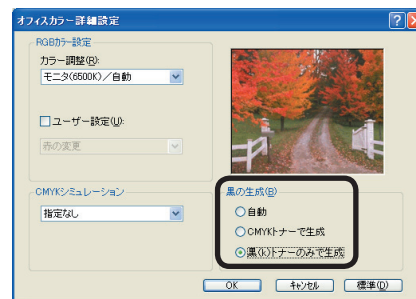 オフィスカラー詳細設定
RGBカラー設定
カラー調整(R):
モニタ(6500K)／自動
ユーザー設定(U):
赤の変更
CMYKシミュレーション
指定なし
黒の生成(B)
自動
CMYKトナーで生成
黒(K)トナーのみで生成
OK
キャンセル
標準(D)